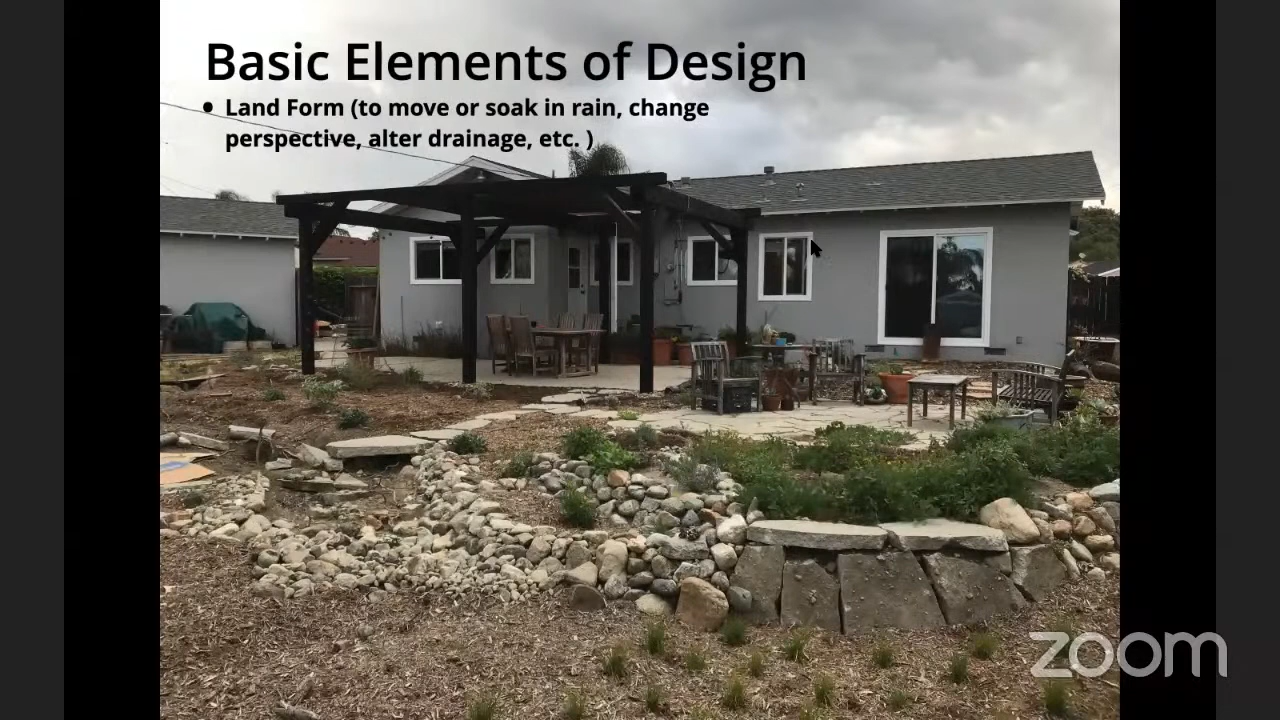 Basic Elements of Design
• Land Form (to move or soak in rain, change
perspective, alter drainage, etc. )
zoom